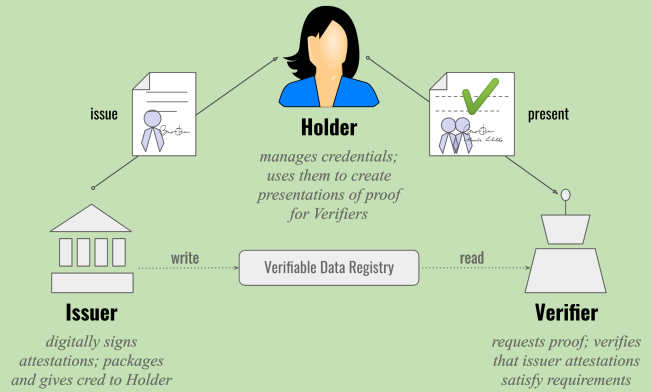 issue
present
Holder
manages credentials;
uses them to create
presentations of proof
for Verifiers
write
Verifiable Data Registry
read
Issuer
digitally signs
attestations; packages
and gives cred to Holder
Verifier
requests proof; verifies
that issuer attestations
satisfy requirements